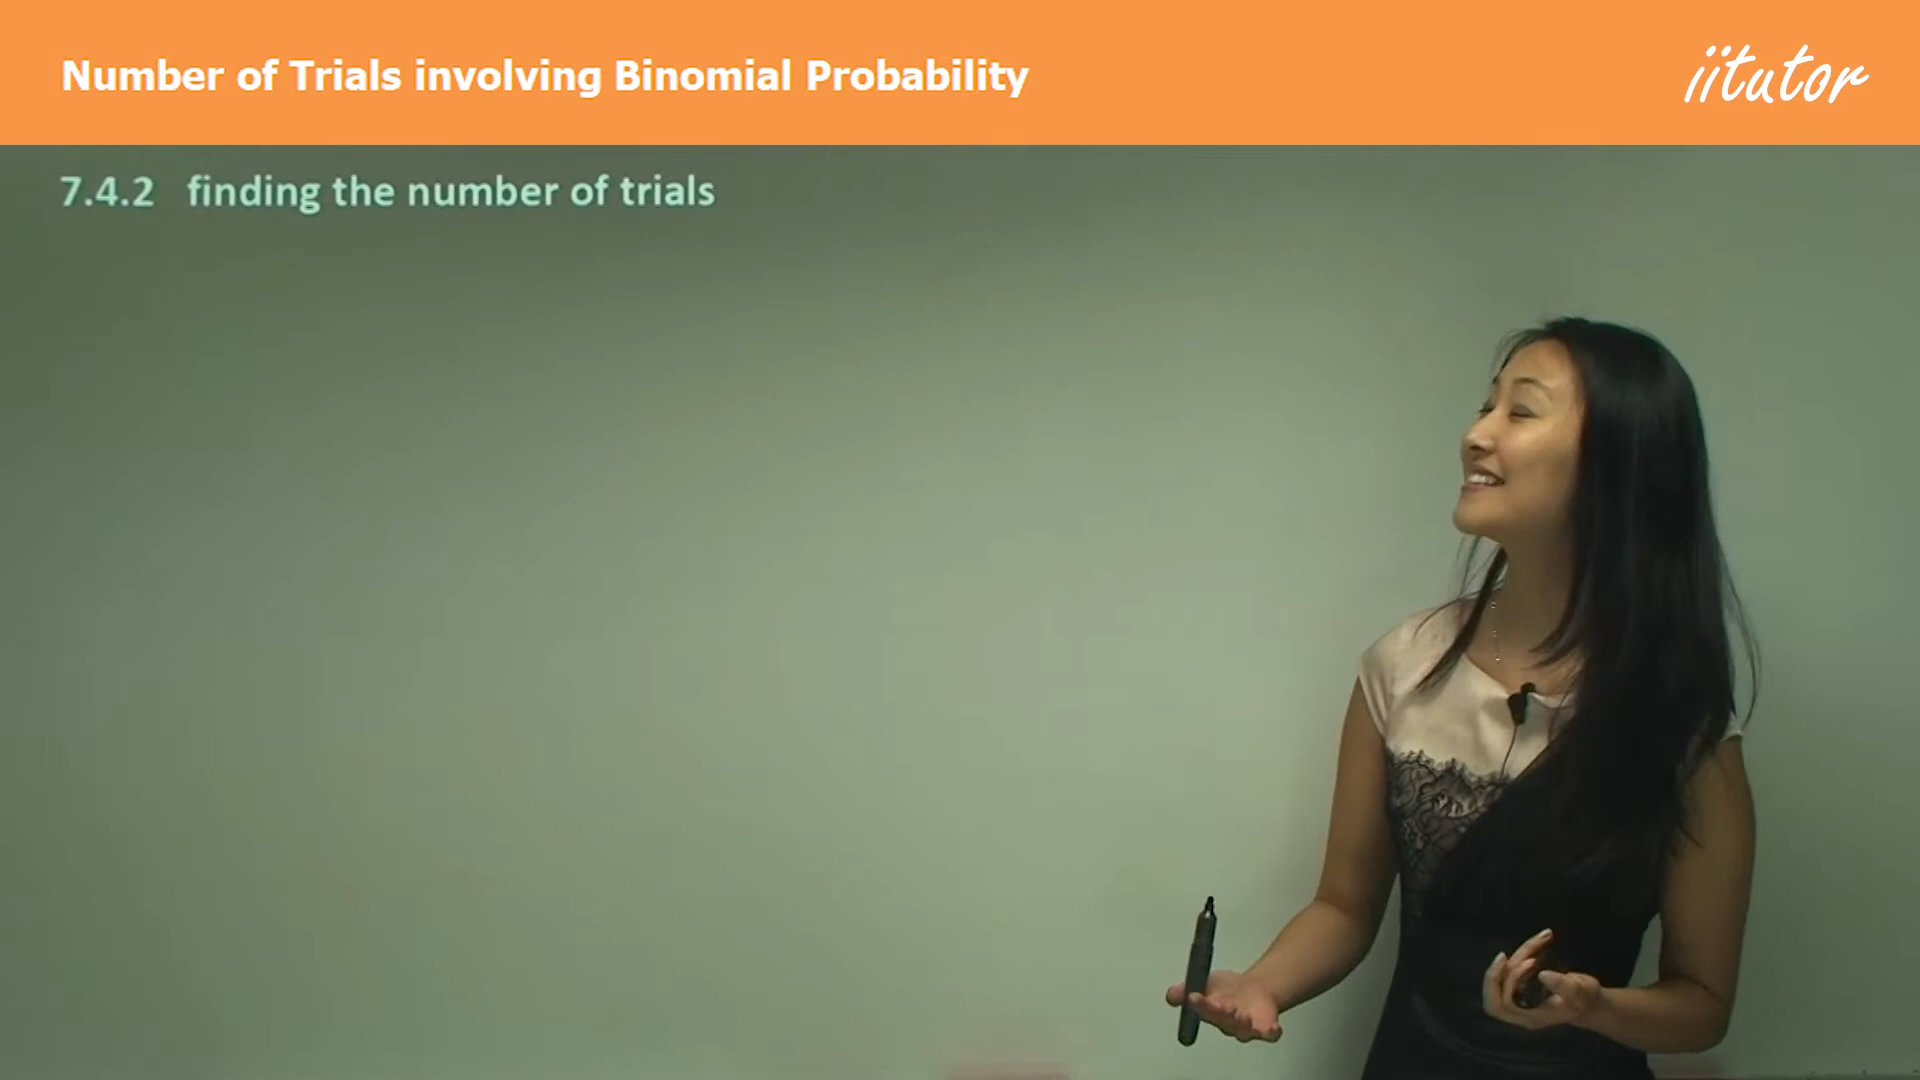 Number of Trials involving Binomial Probability
iitutor
7.4.2 finding the number of trials